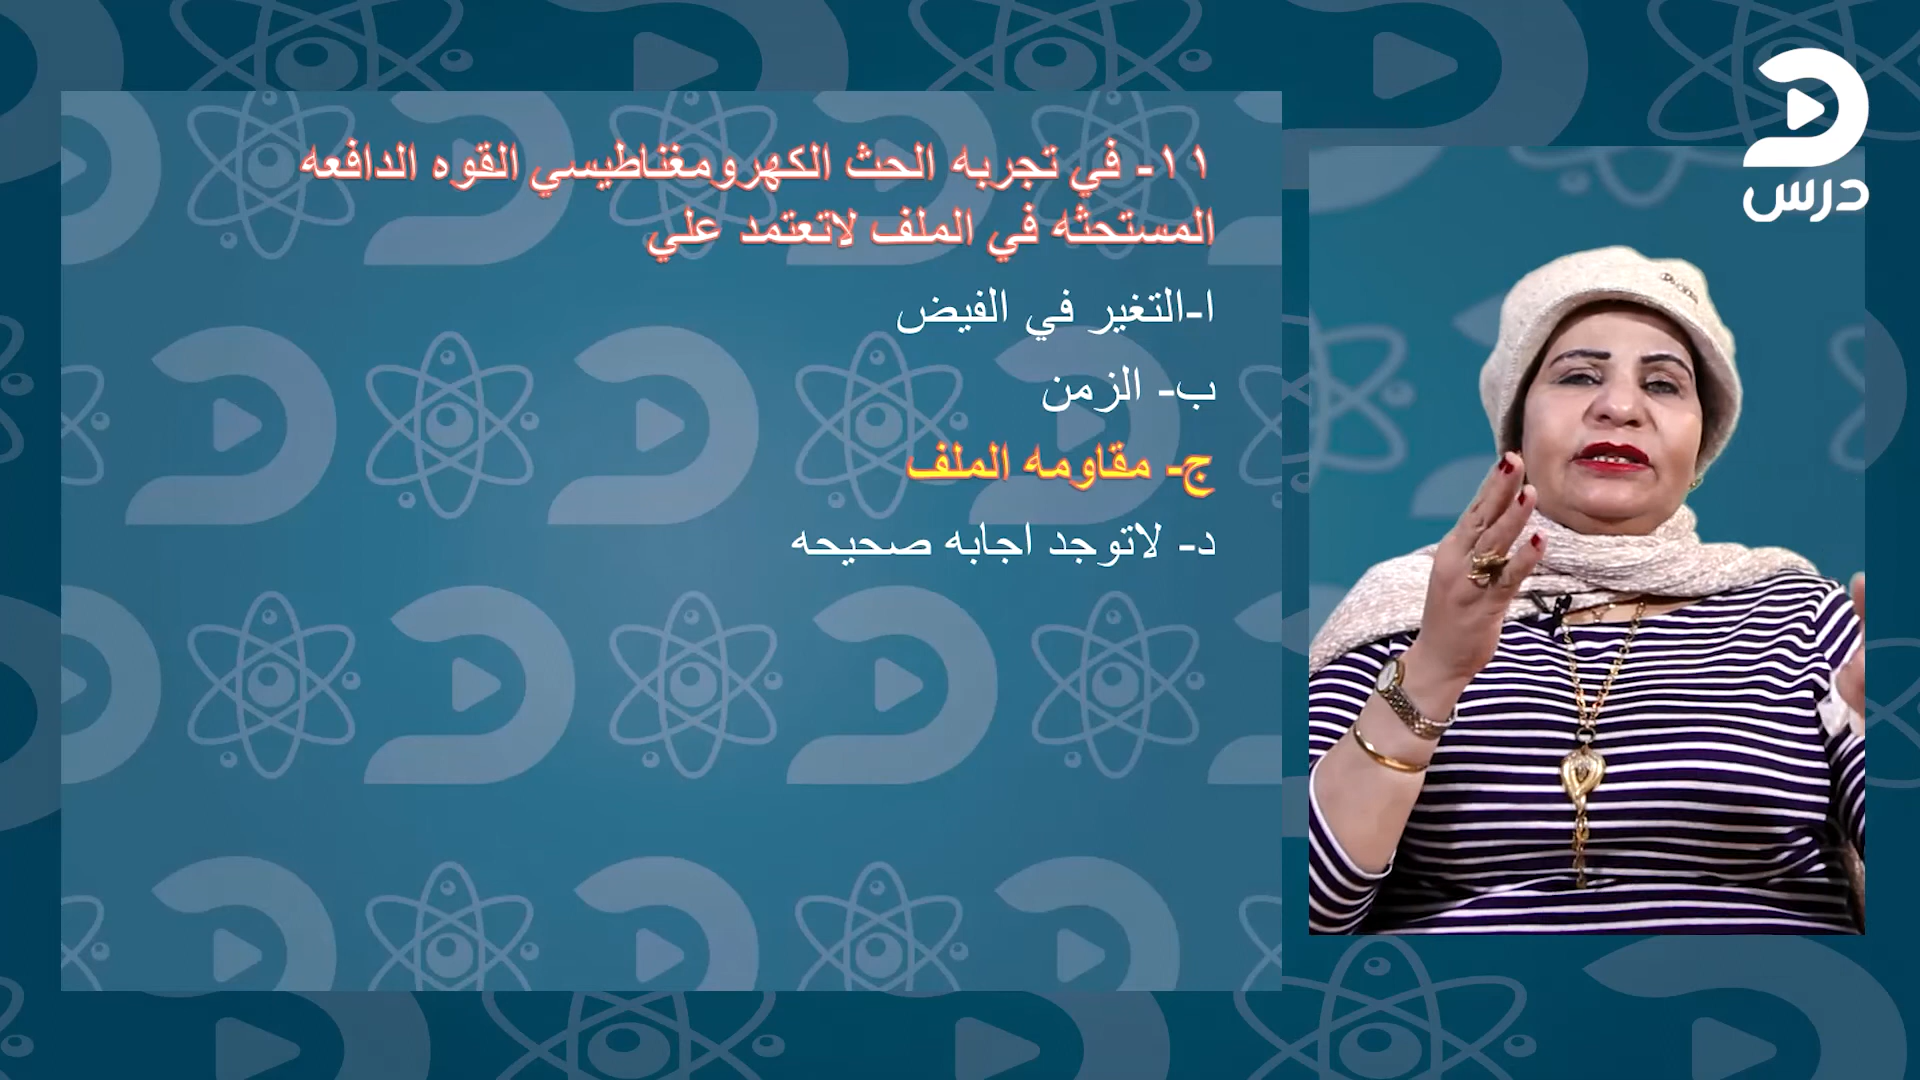 ١١- في تجربه الحث الكهرومغناطيسي القوه الدافعه
المستحثه في الملف لاتعتمد علي
ا-التغير في الفيض
ب- الزمن
ج- مقاومه الملف
د- لاتوجد اجابه صحيحه
درس